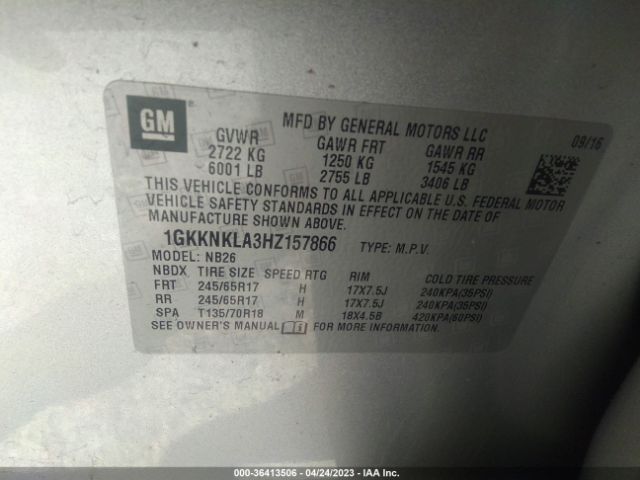 GM
MFD BY GENERAL MOTORS LLC
09/16
GVWR GAWR FRT GAWR RR
2722 KG 1250 KG 1545 KG
6001 LB 2755 LB 3406 LB
THIS VEHICLE CONFORMS TO ALL APPLICABLE U.S. FEDERAL MOTOR
VEHICLE SAFETY STANDARDS IN EFFECT ON THE DATE OF
MANUFACTURE SHOWN ABOVE.
1GKKNKLA3HZ157866 TYPE: M.P.V.
MODEL: NB26
NBDX TIRE SIZE SPEED RTG RIM COLD TIRE PRESSURE
FRT 245/65R17 H 17X7.5J 240KPA(35PSI)
RR 245/65R17 H 17X7.5J 240KPA(35PSI)
SPA T135/70R18 M 18X4.5B 420KPA(60PSI)
SEE OWNER'S MANUAL i FOR MORE INFORMATION.
000-36413506 - 04/24/2023 - IAA Inc.